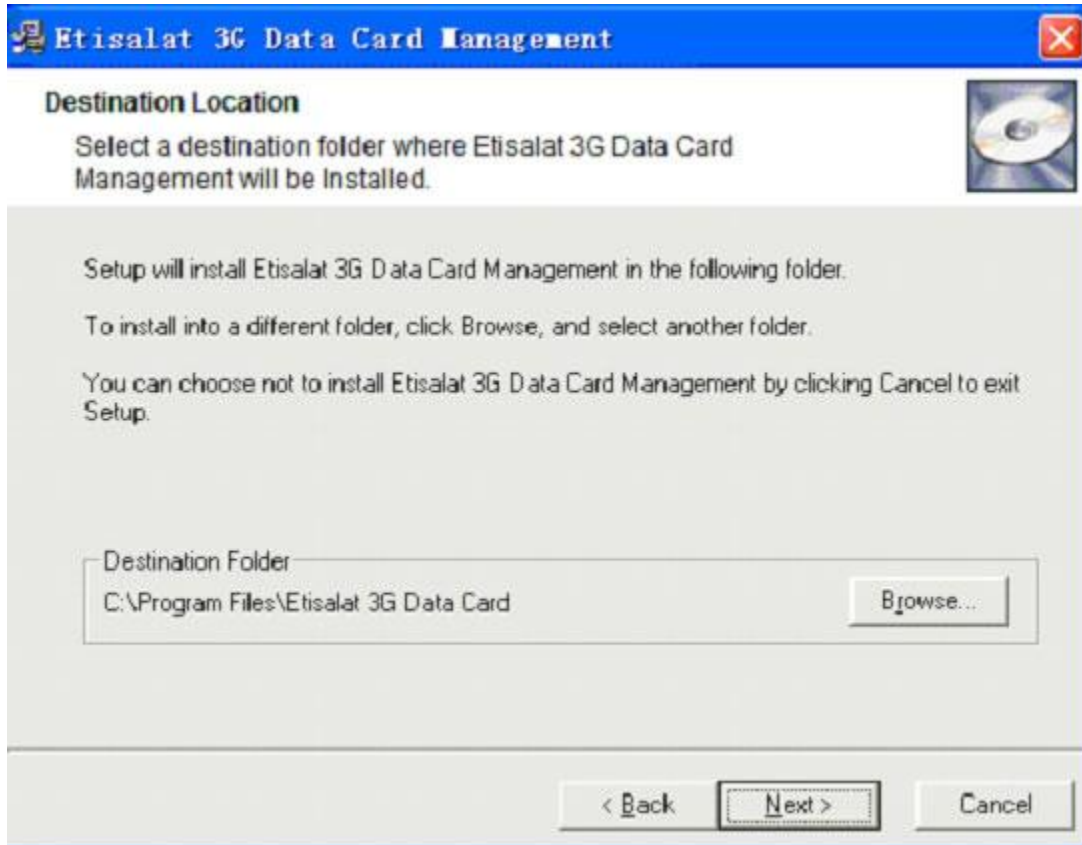 Etisalat 3G Data Card Management
Destination Location
Select a destination folder where Etisalat 3G Data Card
Management will be Installed.
Setup will install Etisalat 3G Data Card Management in the following folder.
To install into a different folder, click Browse, and select another folder.
You can choose not to install Etisalat 3G Data Card Management by clicking Cancel to exit
Setup.
Destination Folder
C:\Program Files\Etisalat 3G Data Card
Browse...
< Back
Next >
Cancel